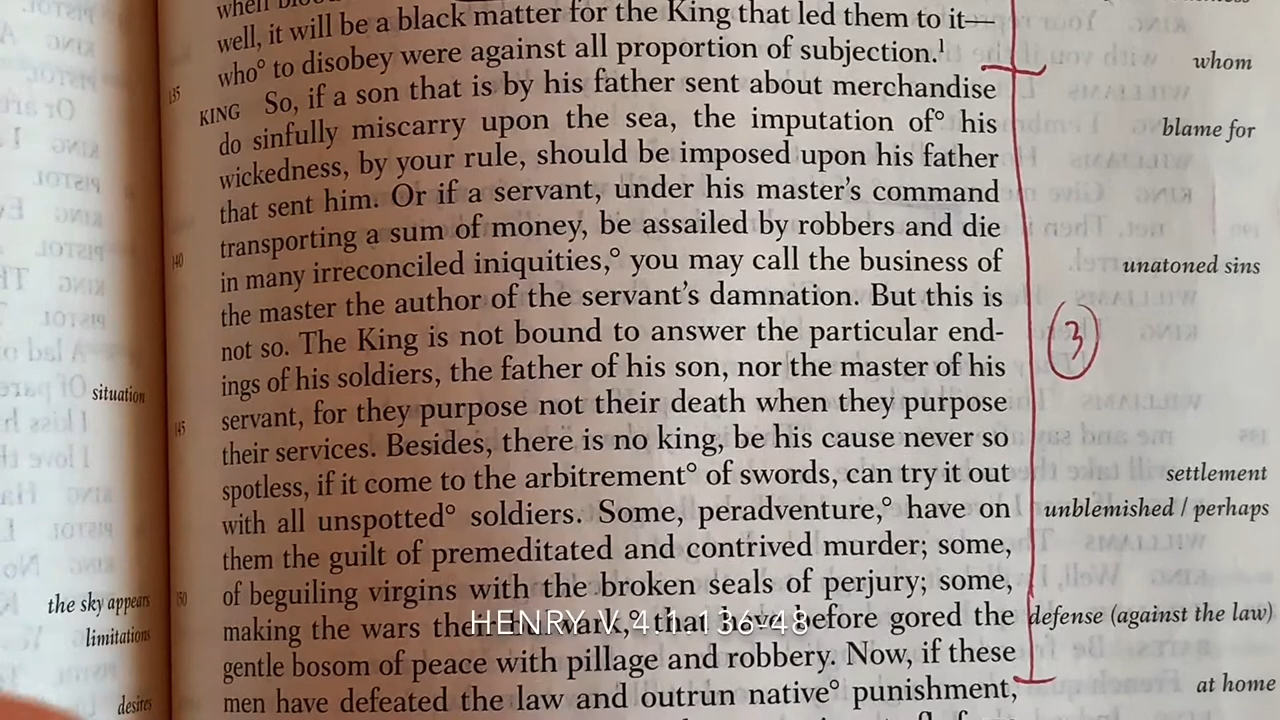 well, it will be a black matter for the King that led them to it—
who° to disobey were against all proportion of subjection.¹
whom
135
KING So, if a son that is by his father sent about merchandise
do sinfully miscarry upon the sea, the imputation of° his
blame for
wickedness, by your rule, should be imposed upon his father
that sent him. Or if a servant, under his master's command
transporting a sum of money, be assailed by robbers and die
140
in many irreconciled iniquities,° you may call the business of
unatoned sins
the master the author of the servant's damnation. But this is
not so. The King is not bound to answer the particular end-
3
ings of his soldiers, the father of his son, nor the master of his
situation
servant, for they purpose not their death when they purpose
145
their services. Besides, there is no king, be his cause never so
spotless, if it come to the arbitrement° of swords, can try it out
settlement
with all unspotted° soldiers. Some, peradventure,° have on
unblemished / perhaps
them the guilt of premeditated and contrived murder; some,
of beguiling virgins with the broken seals of perjury; some,
150
the sky appears
making the wars their bulwark,° that have before gored the
defense (against the law)
HENRY V 4.1.136-48
limitations
gentle bosom of peace with pillage and robbery. Now, if these
men have defeated the law and outrun native° punishment,
at home
desires